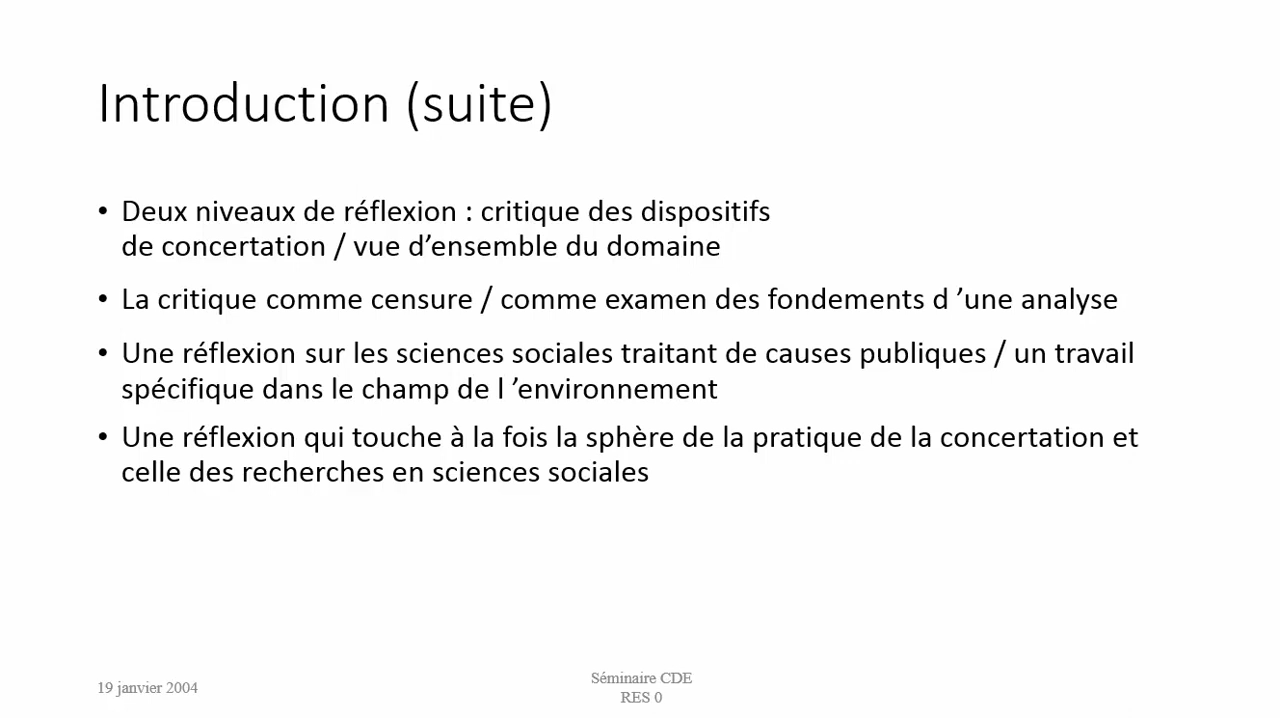 Introduction (suite)
• Deux niveaux de réflexion : critique des dispositifs
de concertation / vue d’ensemble du domaine
• La critique comme censure / comme examen des fondements d ’une analyse
• Une réflexion sur les sciences sociales traitant de causes publiques / un travail
spécifique dans le champ de l ’environnement
• Une réflexion qui touche à la fois la sphère de la pratique de la concertation et
celle des recherches en sciences sociales
19 janvier 2004
Séminaire CDE
RES 0